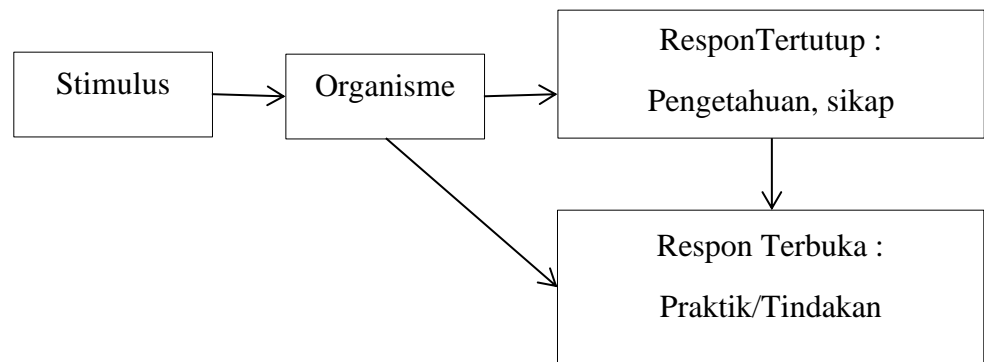 Stimulus
Organisme
ResponTertutup :
Pengetahuan, sikap
Respon Terbuka :
Praktik/Tindakan